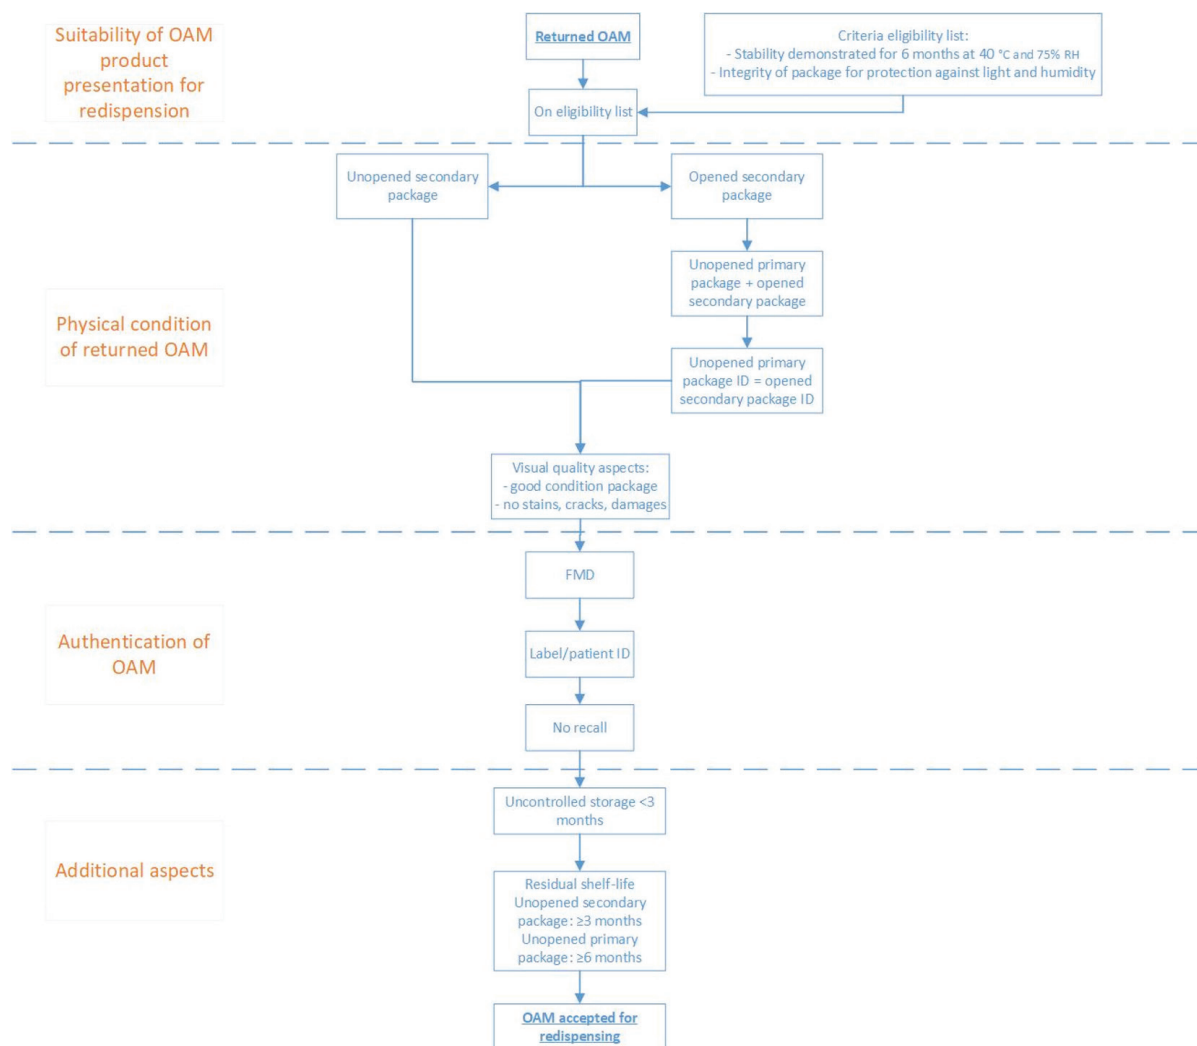 Suitability of OAM
product
presentation for
redispension
Returned OAM
Criteria eligibility list:
- Stability demonstrated for 6 months at 40 °C and 75% RH
- Integrity of package for protection against light and humidity
On eligibility list
Physical condition
of returned OAM
Unopened secondary
package
Opened secondary
package
Unopened primary
package + opened
secondary package
Unopened primary
package ID = opened
secondary package ID
Visual quality aspects:
- good condition package
- no stains, cracks, damages
Authentication of
OAM
FMD
Label/patient ID
No recall
Additional aspects
Uncontrolled storage <3
months
Residual shelf-life
Unopened secondary
package: ≥3 months
Unopened primary
package: ≥6 months
OAM accepted for
redispensing